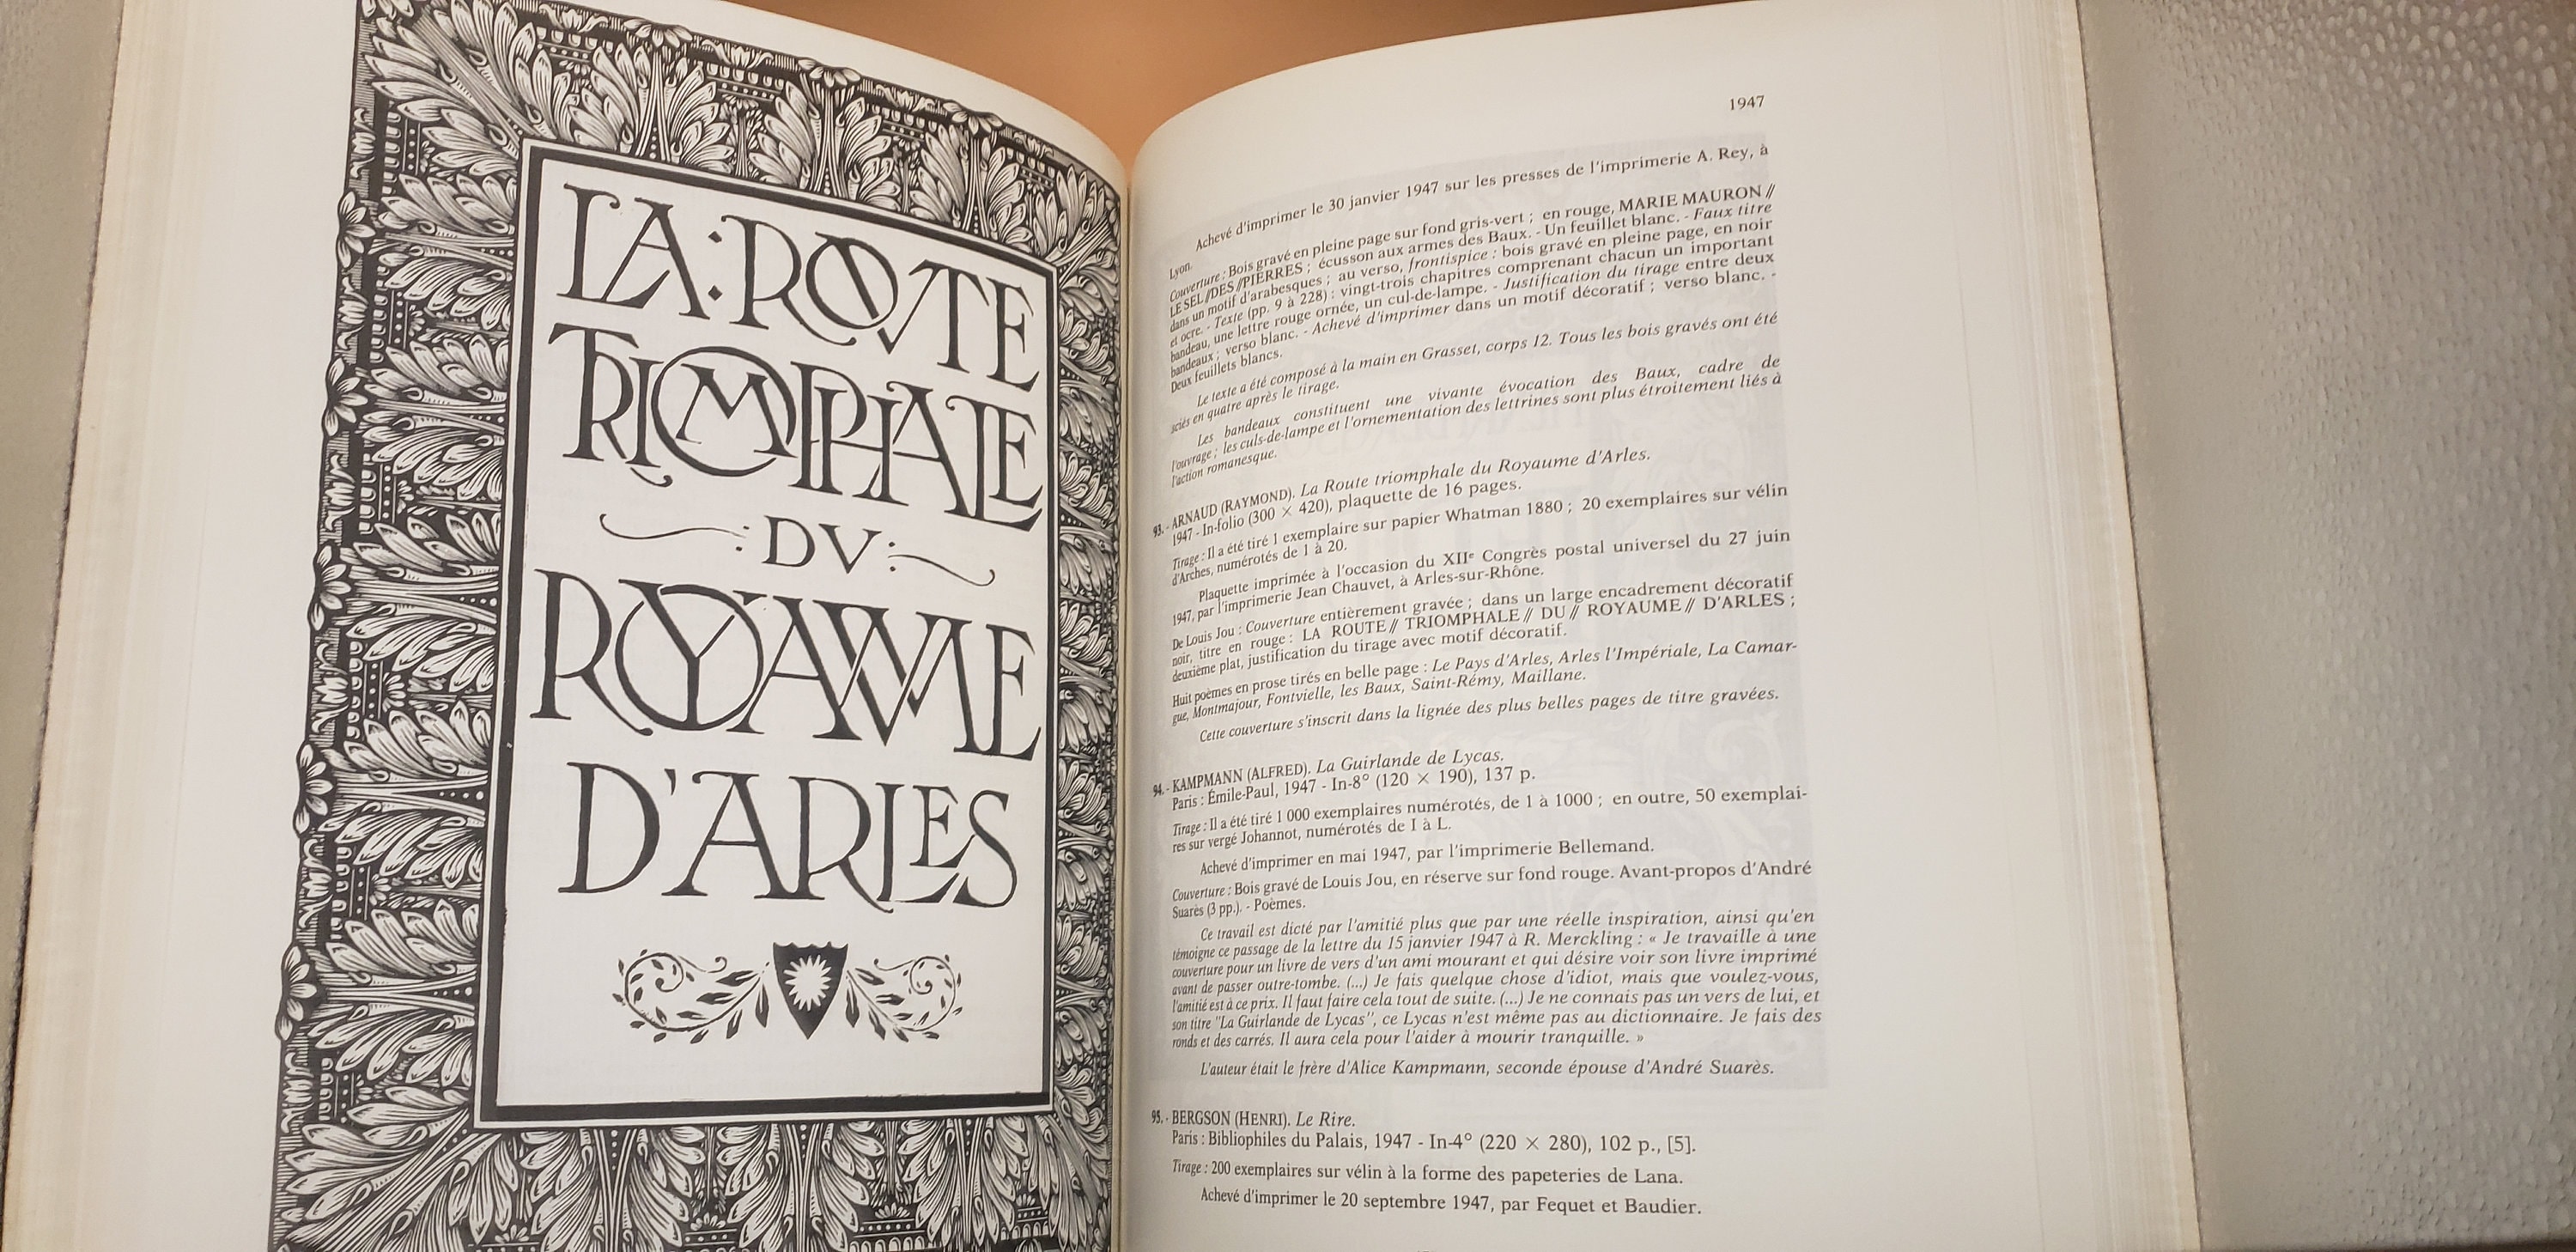 LA : ROVTE
TRIOMPHALE
: DV :
ROYAVME
D'ARLES
1947
Achevé d'imprimer le 30 janvier 1947 sur les presses de l'imprimerie A. Rey, à
Lyon.
Couverture : Bois gravé en pleine page sur fond gris-vert ; en rouge, MARIE MAURON //
LE SEL // DES // PIERRES ; écusson aux armes des Baux. - Un feuillet blanc. - Faux titre
dans un motif d'arabesques ; au verso, frontispice : bois gravé en pleine page, en noir
et ocre. - Texte (pp. 9 à 228) : vingt-trois chapitres comprenant chacun un important
bandeau, une lettre rouge ornée, un cul-de-lampe. - Justification du tirage entre deux
bandeaux ; verso blanc. - Achevé d'imprimer dans un motif décoratif ; verso blanc. -
Deux feuillets blancs.
Le texte a été composé à la main en Grasset, corps 12. Tous les bois gravés ont été
sciés en quatre après le tirage.
Les bandeaux constituent une vivante évocation des Baux, cadre de
l'ouvrage ; les culs-de-lampe et l'ornementation des lettrines sont plus étroitement liés à
l'action romanesque.
93. - ARNAUD (RAYMOND). La Route triomphale du Royaume d'Arles.
1947 - In-folio (300 × 420), plaquette de 16 pages.
Tirage : Il a été tiré 1 exemplaire sur papier Whatman 1880 ; 20 exemplaires sur vélin
d'Arches, numérotés de 1 à 20.
Plaquette imprimée à l'occasion du XIIe Congrès postal universel du 27 juin
1947, par l'imprimerie Jean Chauvet, à Arles-sur-Rhône.
De Louis Jou : Couverture entièrement gravée ; dans un large encadrement décoratif
noir, titre en rouge : LA ROUTE // TRIOMPHALE // DU // ROYAUME // D'ARLES ;
deuxième plat, justification du tirage avec motif décoratif.
Huit poèmes en prose tirés en belle page : Le Pays d'Arles, Arles l'Impériale, La Camar-
gue, Montmajour, Fontvielle, les Baux, Saint-Rémy, Maillane.
Cette couverture s'inscrit dans la lignée des plus belles pages de titre gravées.
94. - KAMPMANN (ALFRED). La Guirlande de Lycas.
Paris : Émile-Paul, 1947 - In-8° (120 × 190), 137 p.
Tirage : Il a été tiré 1 000 exemplaires numérotés, de 1 à 1000 ; en outre, 50 exemplai-
res sur vergé Johannot, numérotés de I à L.
Achevé d'imprimer en mai 1947, par l'imprimerie Bellemand.
Couverture : Bois gravé de Louis Jou, en réserve sur fond rouge. Avant-propos d'André
Suarès (3 pp.). - Poèmes.
Ce travail est dicté par l'amitié plus que par une réelle inspiration, ainsi qu'en
témoigne ce passage de la lettre du 15 janvier 1947 à R. Merckling : « Je travaille à une
couverture pour un livre de vers d'un ami mourant et qui désire voir son livre imprimé
avant de passer outre-tombe. (...) Je fais quelque chose d'idiot, mais que voulez-vous,
l'amitié est à ce prix. Il faut faire cela tout de suite. (...) Je ne connais pas un vers de lui, et
son titre "La Guirlande de Lycas", ce Lycas n'est même pas au dictionnaire. Je fais des
ronds et des carrés. Il aura cela pour l'aider à mourir tranquille. »
L'auteur était le frère d'Alice Kampmann, seconde épouse d'André Suarès.
95. - BERGSON (HENRI). Le Rire.
Paris : Bibliophiles du Palais, 1947 - In-4° (220 × 280), 102 p., [5].
Tirage : 200 exemplaires sur vélin à la forme des papeteries de Lana.
Achevé d'imprimer le 20 septembre 1947, par Fequet et Baudier.